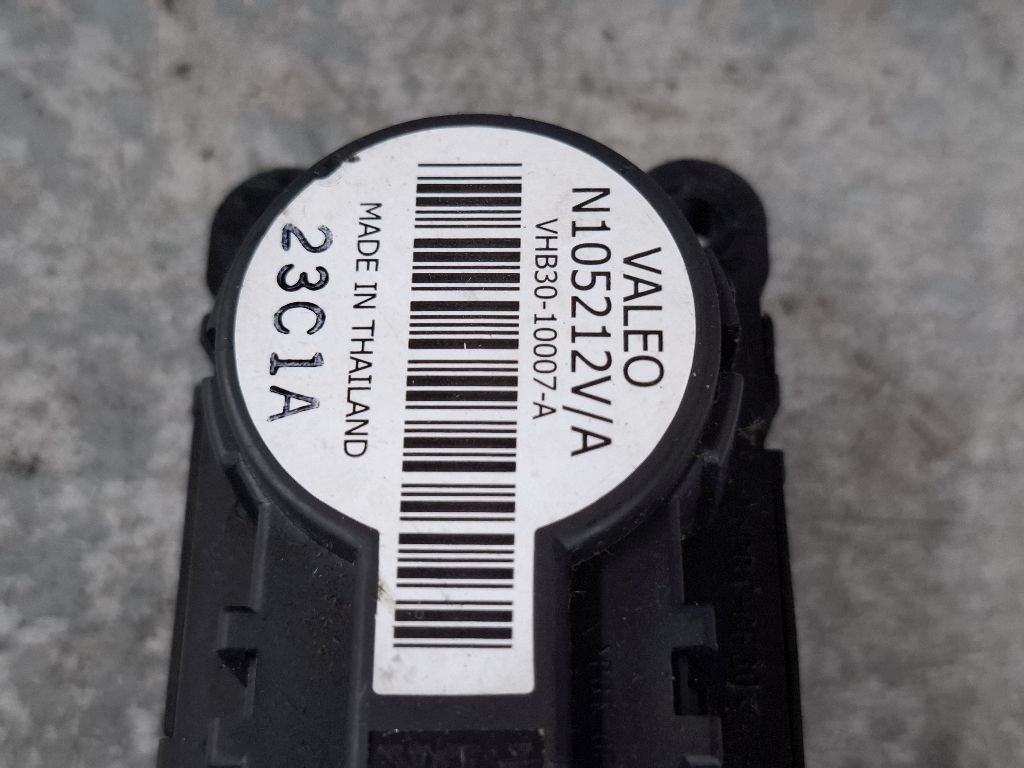 VALEO
N105212V/A
VHB30-10007-A
MADE IN THAILAND
23C1A